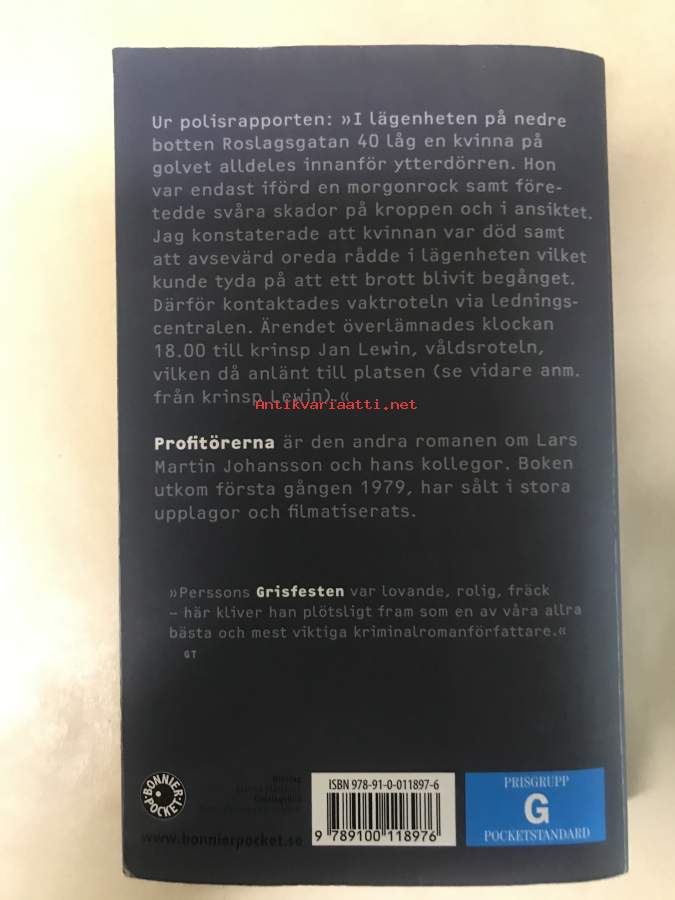 Ur polisrapporten: »I lägenheten på nedre
botten Roslagsgatan 40 låg en kvinna på
golvet alldeles innanför ytterdörren. Hon
var endast iförd en morgonrock samt före-
tedde svåra skador på kroppen och i ansiktet.
Jag konstaterade att kvinnan var död samt
att avsevärd oreda rådde i lägenheten vilket
kunde tyda på att ett brott blivit begånget.
Därför kontaktades vaktroteln via lednings-
centralen. Ärendet överlämnades klockan
18.00 till krinsp Jan Lewin, våldsroteln,
vilken då anlänt till platsen (se vidare anm.
från krinsp Lewin).«
Antikvariaatti.net
Profitörerna är den andra romanen om Lars
Martin Johansson och hans kollegor. Boken
utkom första gången 1979, har sålt i stora
upplagor och filmatiserats.
»Perssons Grisfesten var lovande, rolig, fräck
– här kliver han plötsligt fram som en av våra allra
bästa och mest viktiga kriminalromanförfattare.«
GT
BONNIER POCKET
www.bonnierpocket.se
ISBN 978-91-0-011897-6
9 789100 118976
PRISGRUPP
G
POCKETSTANDARD